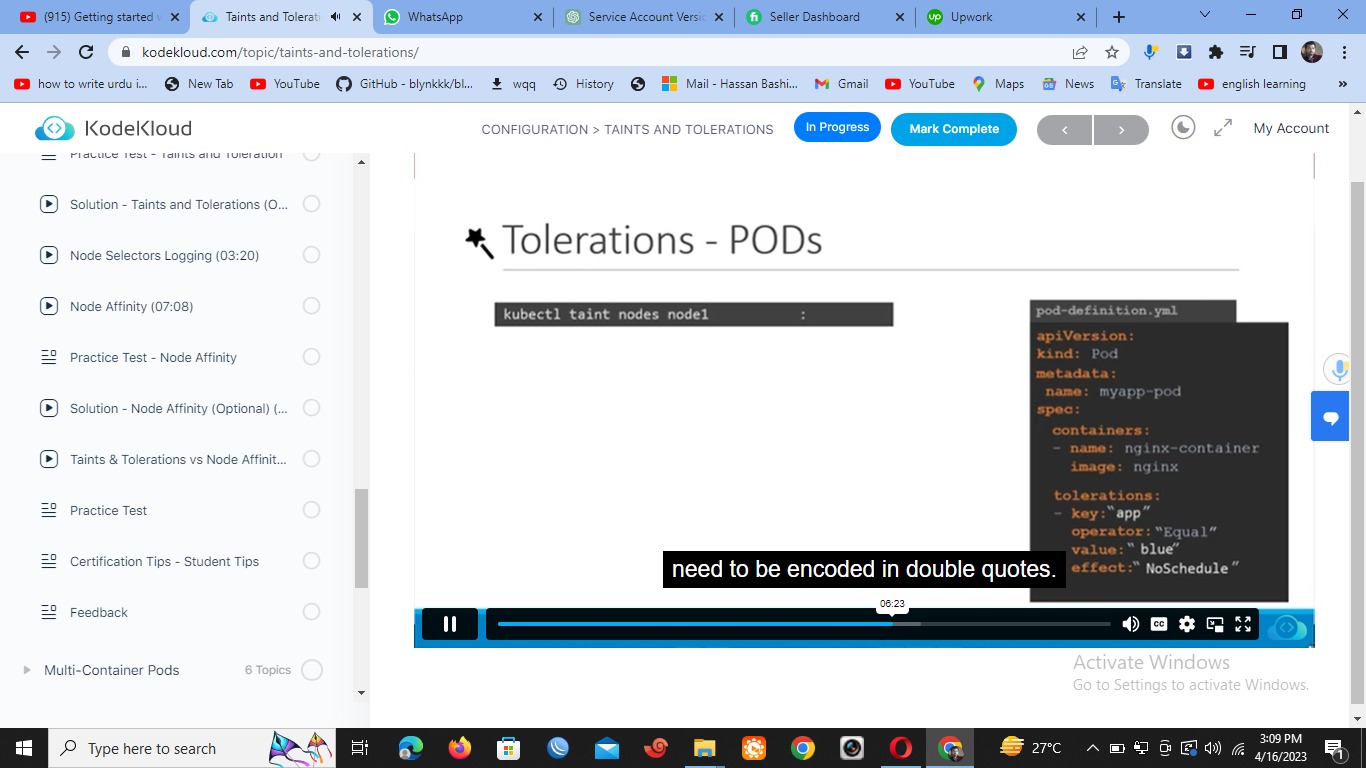 (915) Getting started w
Taints and Tolerati
WhatsApp
Service Account Versio
Seller Dashboard
Upwork
kodekloud.com/topic/taints-and-tolerations/
how to write urdu i...
New Tab
YouTube
GitHub - blynkkk/bl...
wqq
History
Mail - Hassan Bashi...
Gmail
YouTube
Maps
News
Translate
english learning
KodeKloud
CONFIGURATION > TAINTS AND TOLERATIONS
In Progress
Mark Complete
My Account
Practice Test - Taints and Toleration
Solution - Taints and Tolerations (O...
Node Selectors Logging (03:20)
Node Affinity (07:08)
Practice Test - Node Affinity
Solution - Node Affinity (Optional) (...
Taints & Tolerations vs Node Affinit...
Practice Test
Certification Tips - Student Tips
Feedback
Multi-Container Pods
6 Topics
Tolerations - PODs
kubectl taint nodes node1 :
pod-definition.yml
apiVersion:
kind: Pod
metadata:
name: myapp-pod
spec:
containers:
- name: nginx-container
image: nginx
tolerations:
- key:“app”
operator:“Equal”
value:“ blue”
effect:“ NoSchedule ”
need to be encoded in double quotes.
06:23
CC
Activate Windows
Go to Settings to activate Windows.
Type here to search
27°C
3:09 PM
4/16/2023
1